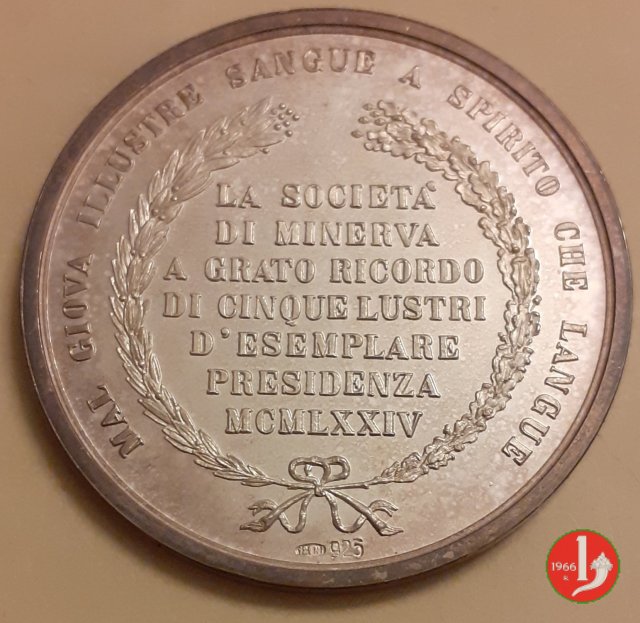 MAL GIOVA ILLUSTRE SANGUE A SPIRITO CHE LANGUE
LA SOCIETÀ
DI MINERVA
A GRATO RICORDO
DI CINQUE LUSTRI
D'ESEMPLARE
PRESIDENZA
MCMLXXIV
925
1966